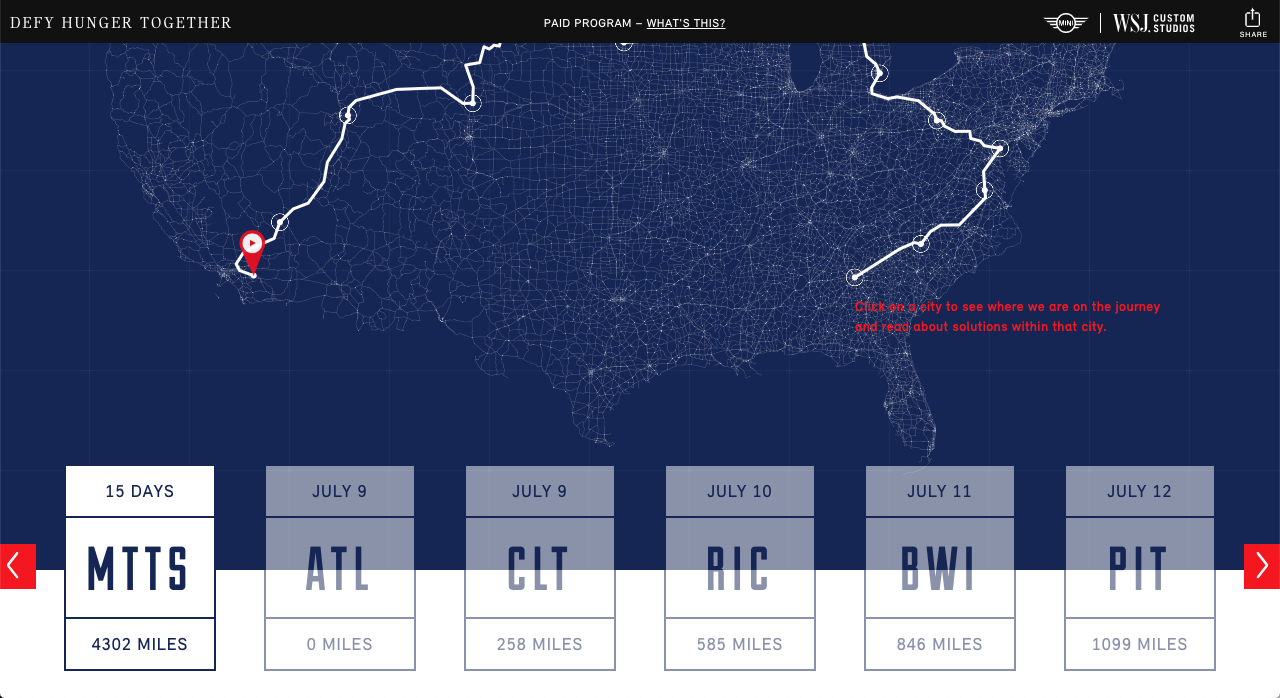 DEFY HUNGER TOGETHER
PAID PROGRAM – WHAT'S THIS?
MINI
WSJ. CUSTOM STUDIOS
SHARE
Click on a city to see where we are on the journey
and read about solutions within that city.
15 DAYS
MTTS
4302 MILES
JULY 9
ATL
0 MILES
JULY 9
CLT
258 MILES
JULY 10
RIC
585 MILES
JULY 11
BWI
846 MILES
JULY 12
PIT
1099 MILES